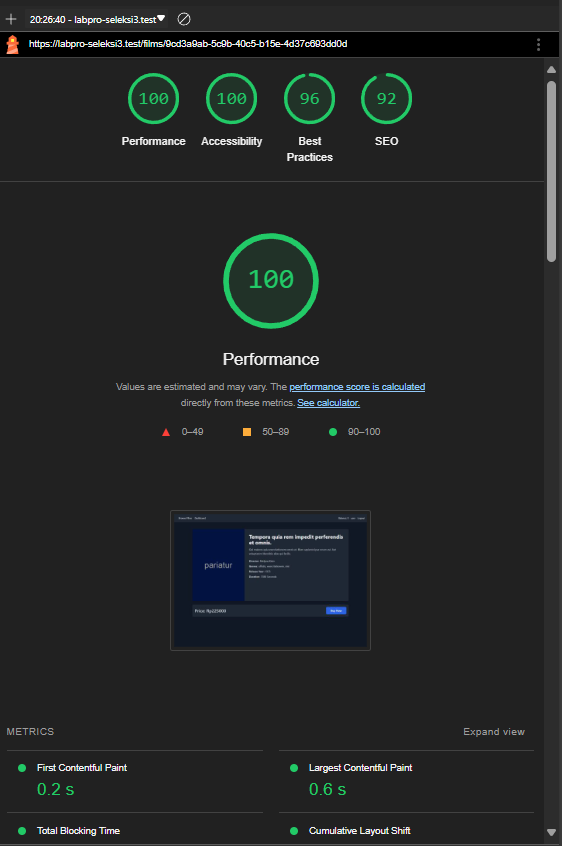 20:26:40 - labpro-seleksi3.test
https://labpro-seleksi3.test/films/9cd3a9ab-5c9b-40c5-b15e-4d37c693dd0d
100 100 96 92
Performance Accessibility Best Practices SEO
100
Performance
Values are estimated and may vary. The performance score is calculated
directly from these metrics. See calculator.
0–49 50–89 90–100
Tempora quia rem impedit perferendis
et omnis.
pariatur
METRICS Expand view
First Contentful Paint Largest Contentful Paint
0.2 s 0.6 s
Total Blocking Time Cumulative Layout Shift